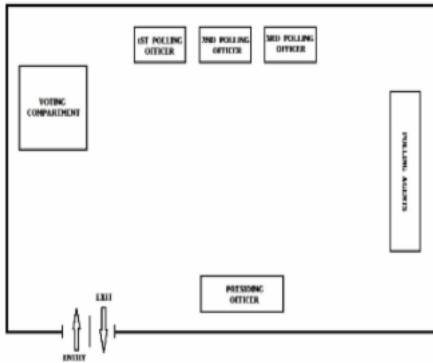 1ST POLLING
OFFICER
2ND POLLING
OFFICER
3RD POLLING
OFFICER
VOTING
COMPARTMENT
POLLING AGENTS
PRESIDING
OFFICER
EXIT
ENTRY